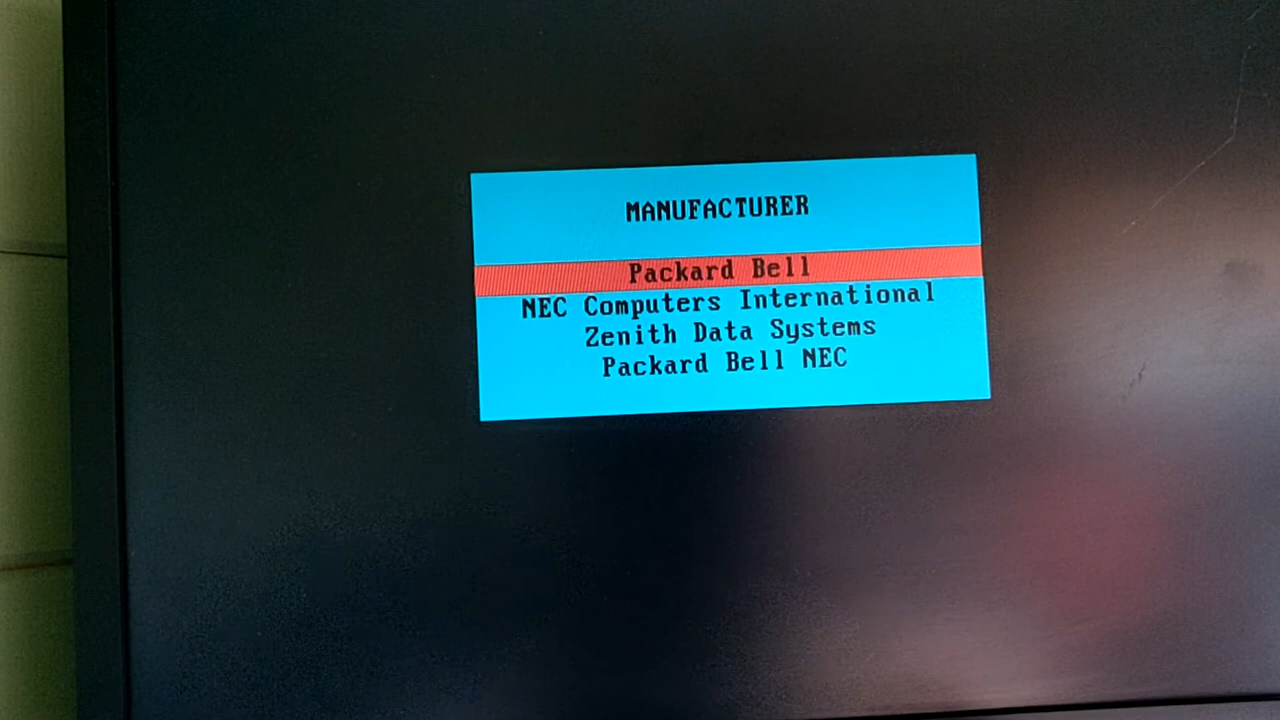 MANUFACTURER
Packard Bell
NEC Computers International
Zenith Data Systems
Packard Bell NEC